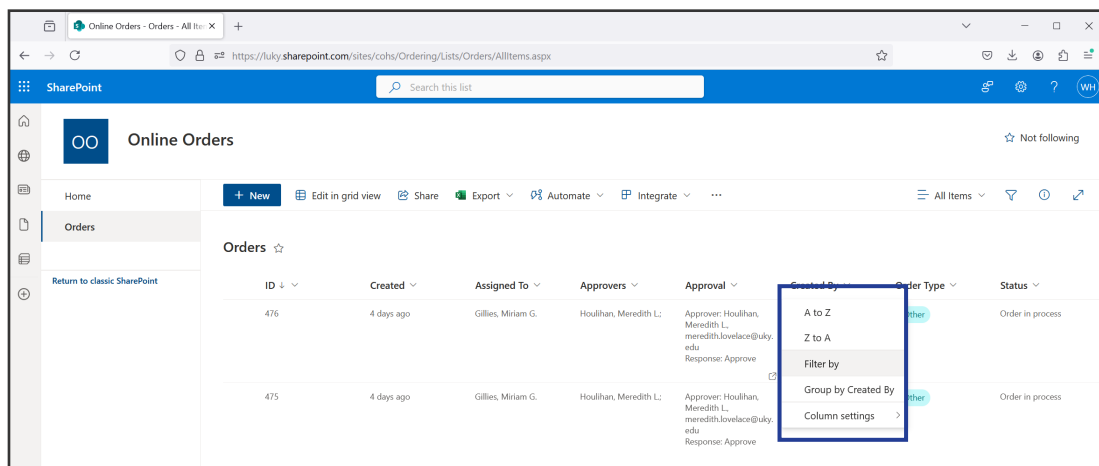 Online Orders - Orders - All Iter
https://luky.sharepoint.com/sites/cohs/Ordering/Lists/Orders/AllItems.aspx
SharePoint
Search this list
WH
OO
Online Orders
Not following
Home
Orders
Return to classic SharePoint
+ New
Edit in grid view
Share
Export
Automate
Integrate
...
All Items
Orders
ID
Created
Assigned To
Approvers
Approval
Created By
Order Type
Status
476
4 days ago
Gillies, Miriam G.
Houlihan, Meredith L.;
Approver: Houlihan,
Meredith L.,
meredith.lovelace@uky.
edu
Response: Approve
Other
Order in process
A to Z
Z to A
Filter by
Group by Created By
Column settings
475
4 days ago
Gillies, Miriam G.
Houlihan, Meredith L.;
Approver: Houlihan,
Meredith L.,
meredith.lovelace@uky.
edu
Response: Approve
Other
Order in process